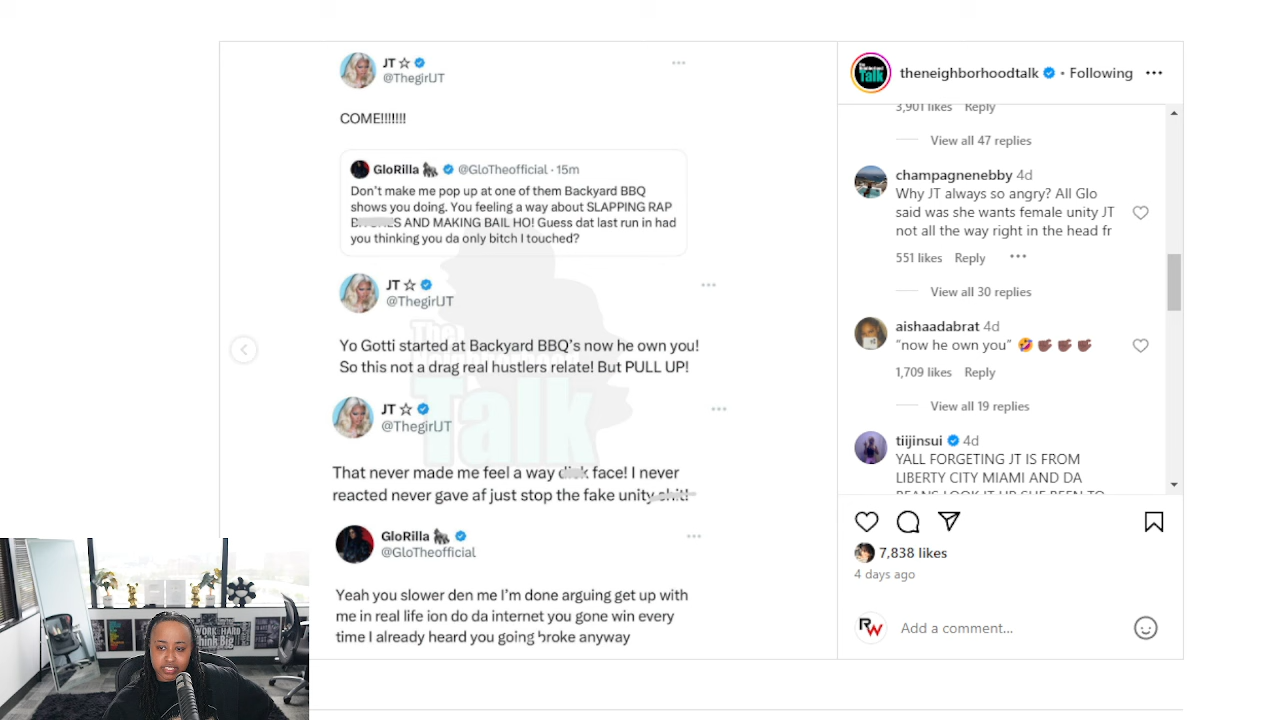 JT ☆
@ThegirlJT
COME!!!!!!!
GloRilla 🦍 @GloTheofficial · 15m
Don't make me pop up at one of them Backyard BBQ
shows you doing. You feeling a way about SLAPPING RAP
AND MAKING BAIL HO! Guess dat last run in had
you thinking you da only bitch I touched?
JT ☆
@ThegirlJT
Yo Gotti started at Backyard BBQ's now he own you!
So this not a drag real hustlers relate! But PULL UP!
JT ☆
@ThegirlJT
That never made me feel a way face! I never
reacted never gave af just stop the fake unity shit!
GloRilla 🦍
@GloTheofficial
Yeah you slower den me I'm done arguing get up with
me in real life ion do da internet you gone win every
time I already heard you going broke anyway
The
Neighborhood
Talk
theneighborhoodtalk • Following
3,901 likes Reply
View all 47 replies
champagnenebby 4d
Why JT always so angry? All Glo
said was she wants female unity JT
not all the way right in the head fr
551 likes Reply
View all 30 replies
aishaadabrat 4d
"now he own you" 🤣
1,709 likes Reply
View all 19 replies
tiijinsui 4d
YALL FORGETING JT IS FROM
LIBERTY CITY MIAMI AND DA
BEANS LOOK IT UP SHE BEEN TO
7,838 likes
4 days ago
RW
Add a comment...
WORK HARD
Think Big